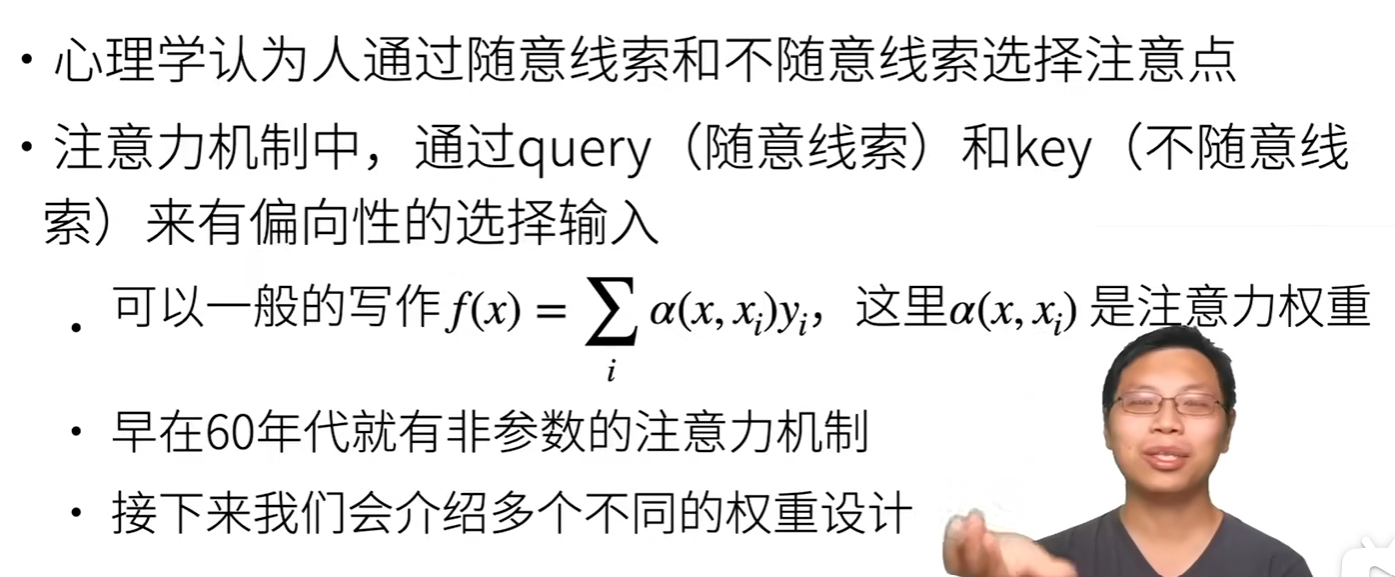 • 心理学认为人通过随意线索和不随意线索选择注意点
• 注意力机制中，通过query（随意线索）和key（不随意线
索）来有偏向性的选择输入
• 可以一般的写作 f(x) = ∑_i α(x, x_i)y_i，这里α(x, x_i) 是注意力权重
• 早在60年代就有非参数的注意力机制
• 接下来我们会介绍多个不同的权重设计